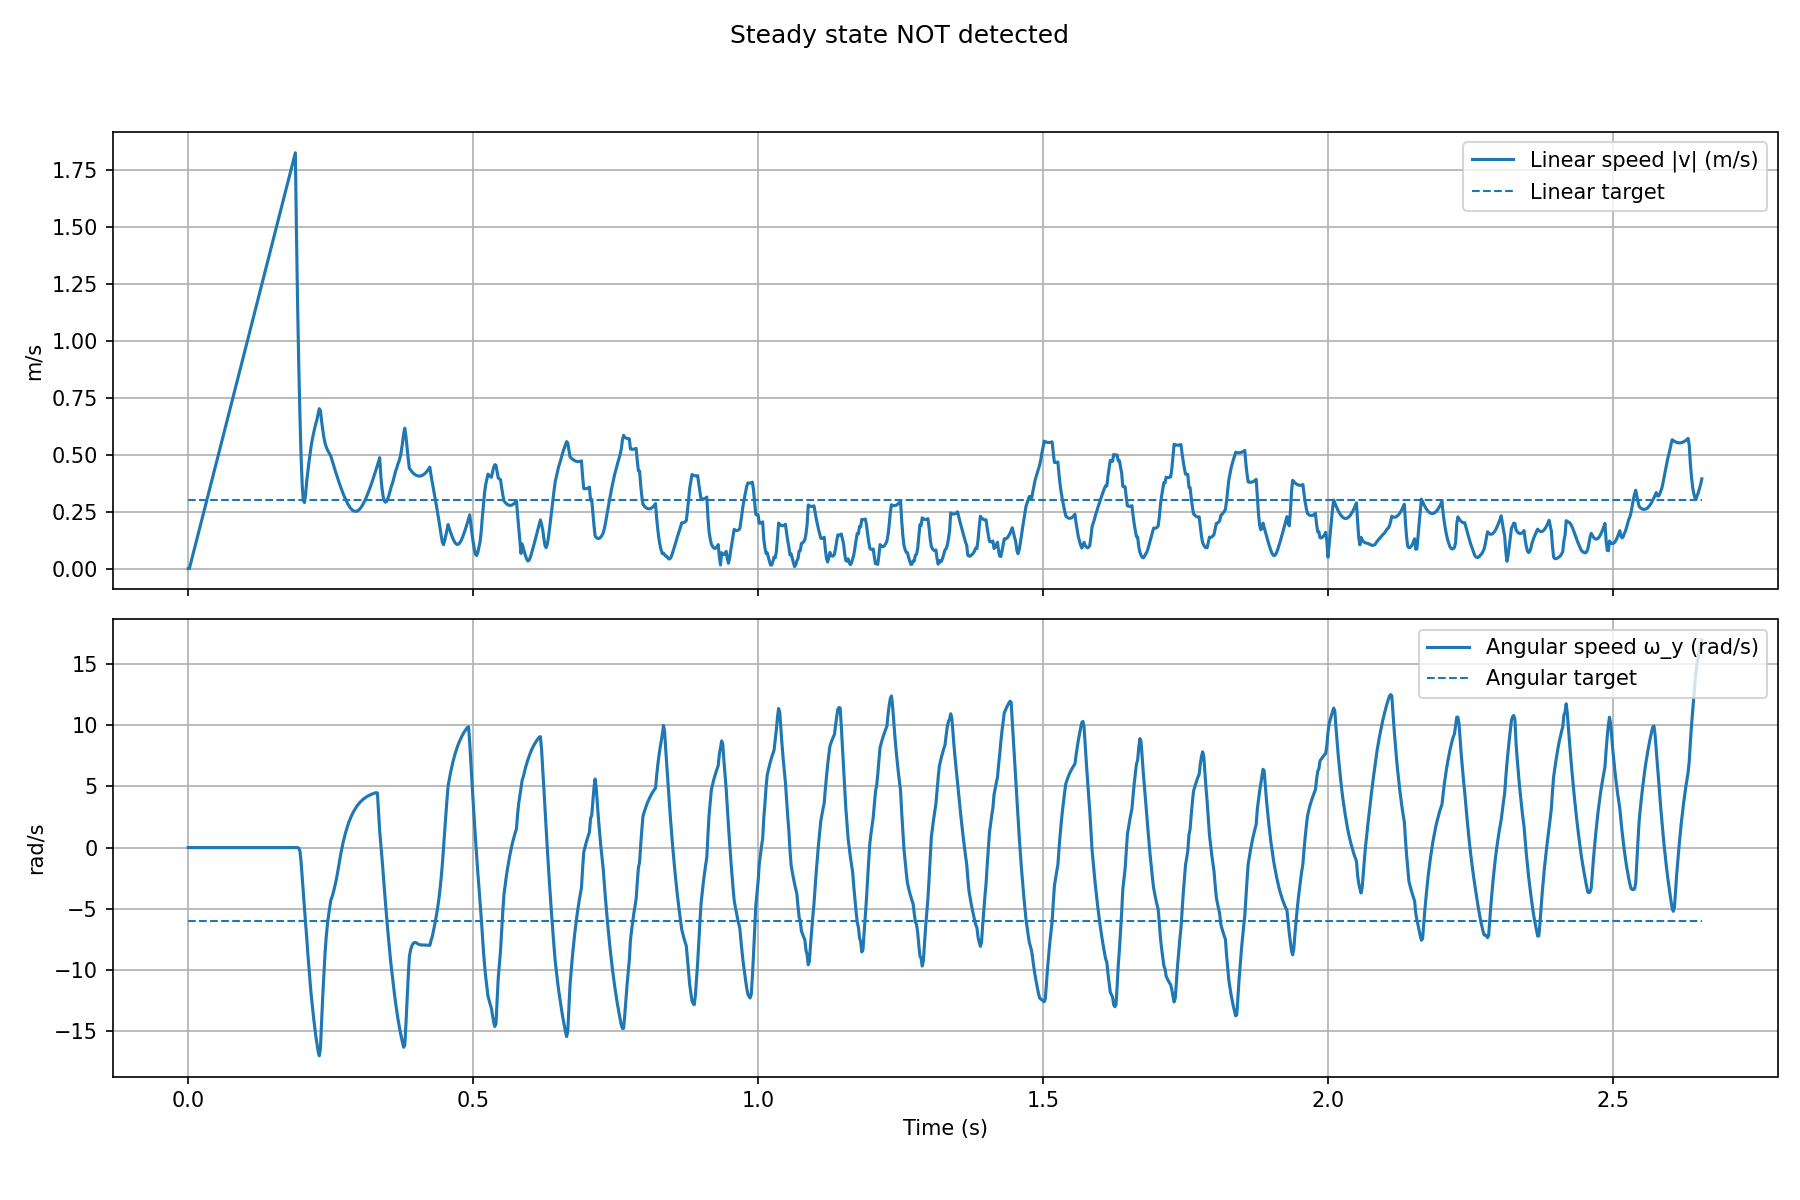 Steady state NOT detected
1.75
1.50
1.25
1.00
0.75
0.50
0.25
0.00
m/s
Linear speed |v| (m/s)
Linear target
15
10
5
0
−5
−10
−15
rad/s
Angular speed ω_y (rad/s)
Angular target
0.0 0.5 1.0 1.5 2.0 2.5
Time (s)